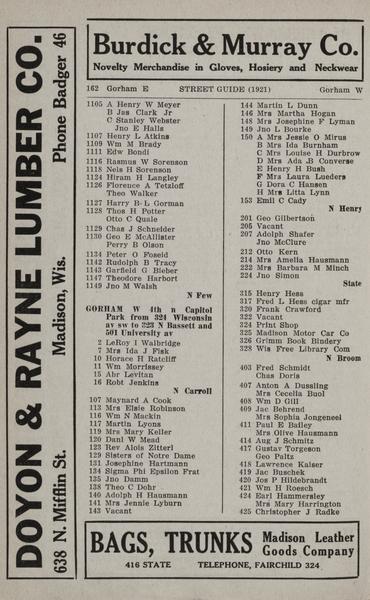 DOYON & RAYNE LUMBER CO.
638 N. Mifflin St. Madison, Wis. Phone Badger 46
Burdick & Murray Co.
Novelty Merchandise in Gloves, Hosiery and Neckwear
162 Gorham E STREET GUIDE (1921) Gorham W
1105 A Henry W Meyer
B Jas Clark Jr
C Stanley Webster
Jno E Halls
1107 Henry L Atkins
1109 Wm M Brady
1111 Edw Bondi
1116 Rasmus W Sorenson
1118 Nels H Sorenson
1124 Hiram H Langley
1126 Florence A Tetzloff
Theo Walker
1127 Harry B L Gorman
1128 Thos H Potter
Otto C Quale
1129 Chas J Schneider
1130 Geo E McAllister
Perry B Olson
1134 Peter O Foseid
1142 Rudolph B Tracy
1143 Garfield G Bieber
1147 Theodore Harbort
1149 Jno M Walsh
N Few
GORHAM W 4th n Capitol
Park from 324 Wisconsin
av sw to 323 N Bassett and
501 University av
2 LeRoy I Walbridge
7 Mrs Ida J Fisk
10 Horace H Ratcliff
11 Wm Morrissey
15 Abr Levitan
16 Robt Jenkins
N Carroll
107 Maynard A Cook
113 Mrs Elsie Robinson
116 Wm N Mackin
117 Martin Lyons
119 Mrs Mary Keller
120 Danl W Mead
123 Rev Alois Zitterl
129 Sisters of Notre Dame
131 Josephine Hartmann
134 Sigma Phi Epsilon Frat
135 Jno Damm
138 Theo C Dohr
140 Adolph H Hausmann
141 Mrs Jennie Lyburn
143 Vacant
144 Martin L Dunn
146 Mrs Martha Hogan
148 Mrs Josephine F Lyman
149 Jno L Bourke
150 A Mrs Jessie O Mirus
B Mrs Ida Burnham
C Mrs Louise H Durbrow
D Mrs Ada B Converse
E Henry H Bush
F Mrs Laura Lueders
G Dora C Hansen
H Mrs Litta Lynn
153 Emil C Cady
N Henry
201 Geo Gilbertson
205 Vacant
207 Adolph Shafer
Jno McClure
212 Otto Kern
214 Mrs Amelia Hausmann
222 Mrs Barbara M Minch
224 Jno Simon
State
315 Henry Hess
317 Fred L Hess cigar mfr
320 Frank Crawford
322 Vacant
324 Print Shop
325 Madison Motor Car Co
326 Grimm Book Bindery
328 Wis Free Library Com
N Broom
403 Fred Schmidt
Chas Doris
407 Anton A Dussling
Mrs Cecelia Buol
408 Wm D Gill
409 Jac Behrend
Mrs Sophia Jongeneel
411 Paul E Bailey
Mrs Olive Hausmann
414 Aug J Schmitz
417 Gustav Torgeson
Geo Paltz
418 Lawrence Kaiser
419 Jac Buschek
420 Jos P Hildebrandt
421 Wm H Roesch
424 Earl Hammersley
Mrs Mary Harrington
425 Christopher J Radke
BAGS, TRUNKS Madison Leather
Goods Company
416 STATE TELEPHONE, FAIRCHILD 324